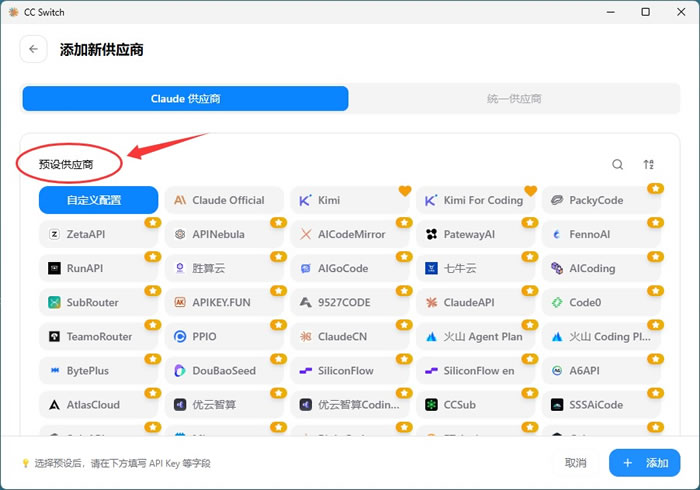 CC Switch
添加新供应商
Claude 供应商
统一供应商
预设供应商
自定义配置
Claude Official
Kimi
Kimi For Coding
PackyCode
ZetaAPI
APINebula
AICodeMirror
PatewayAI
FennoAI
RunAPI
胜算云
AIGoCode
七牛云
AICoding
SubRouter
APIKEY.FUN
9527CODE
ClaudeAPI
Code0
TeamoRouter
PPIO
ClaudeCN
火山 Agent Plan
火山 Coding Pl...
BytePlus
DouBaoSeed
SiliconFlow
SiliconFlow en
A6API
AtlasCloud
优云智算
优云智算Codin...
CCSub
SSSAiCode
选择预设后，请在下方填写 API Key 等字段
取消
添加